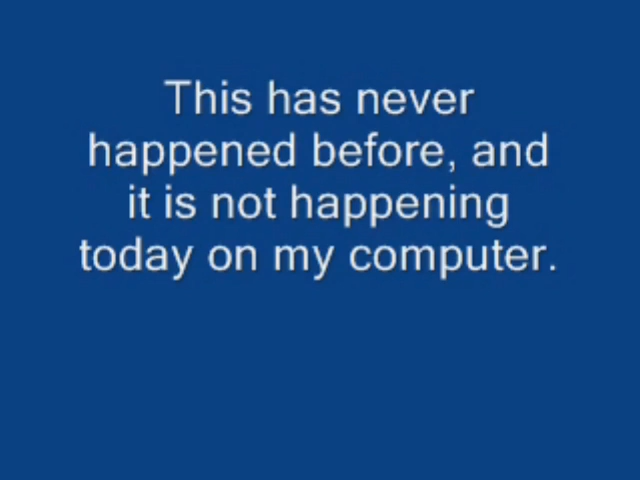 This has never
happened before, and
it is not happening
today on my computer.